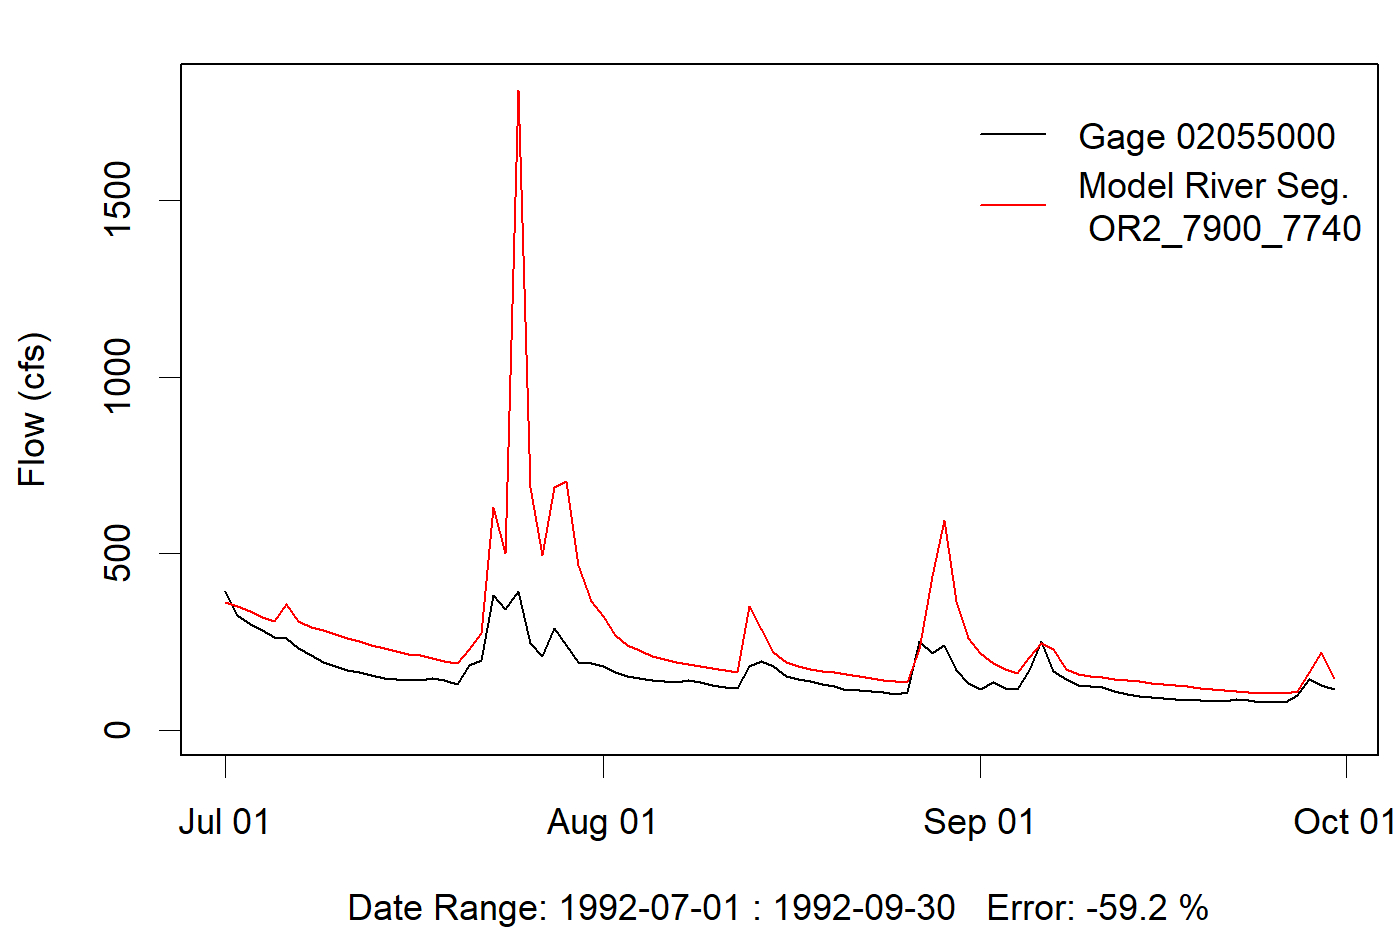 Gage 02055000
Model River Seg.
OR2_7900_7740
Flow (cfs)
1500
1000
500
0
Jul 01
Aug 01
Sep 01
Oct 01
Date Range: 1992-07-01 : 1992-09-30 Error: -59.2 %